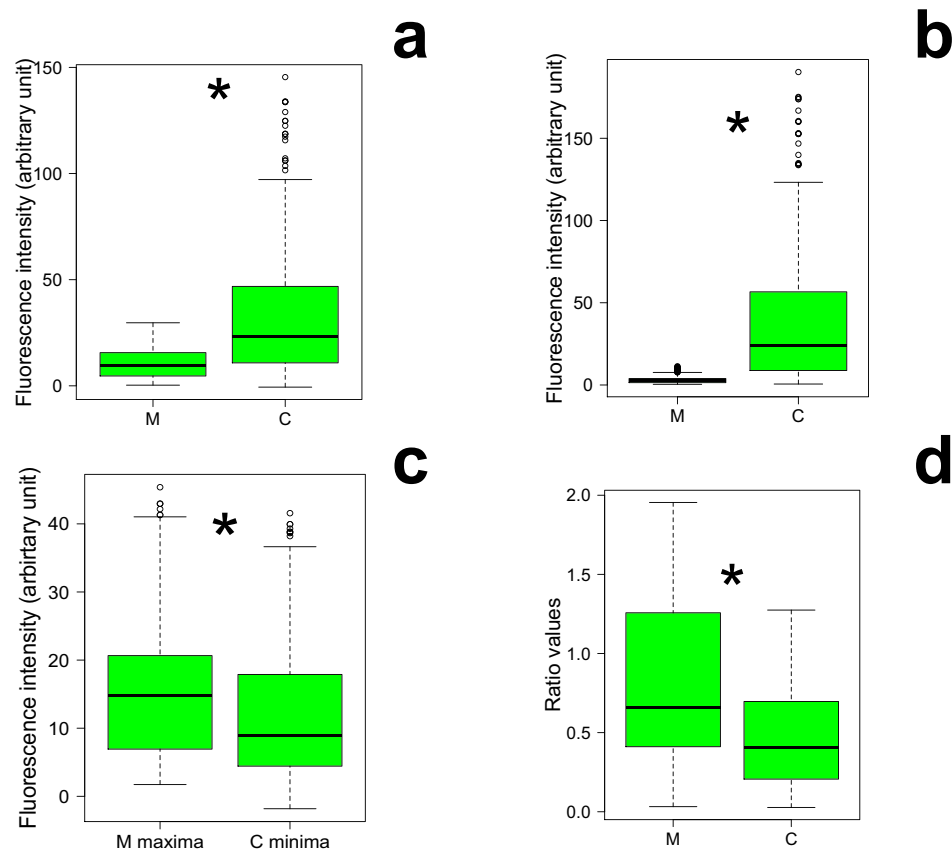 a
Fluorescence intensity (arbitrary unit)
150
100
50
0
*
M C
b
Fluorescence intensity (arbitrary unit)
150
100
50
0
*
M C
c
Fluorescence intensity (arbirtary unit)
40
30
20
10
0
*
M maxima C minima
d
Ratio values
2.0
1.5
1.0
0.5
0.0
*
M C